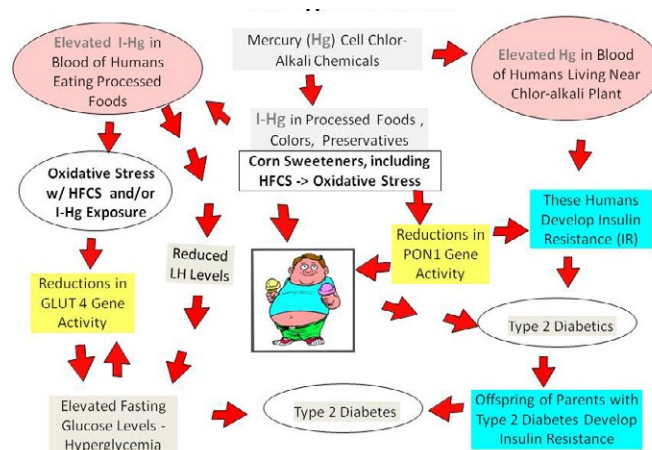 Elevated I-Hg in
Blood of Humans
Eating Processed
Foods
Mercury (Hg) Cell Chlor-
Alkali Chemicals
Elevated Hg in Blood
of Humans Living Near
Chlor-alkali Plant
I-Hg in Processed Foods ,
Colors, Preservatives
Corn Sweeteners, including
HFCS -> Oxidative Stress
Oxidative Stress
w/ HFCS and/or
I-Hg Exposure
These Humans
Develop Insulin
Resistance (IR)
Reduced
LH Levels
Reductions in
PON1 Gene
Activity
Reductions in
GLUT 4 Gene
Activity
Type 2 Diabetics
Elevated Fasting
Glucose Levels -
Hyperglycemia
Type 2 Diabetes
Offspring of Parents with
Type 2 Diabetes Develop
Insulin Resistance